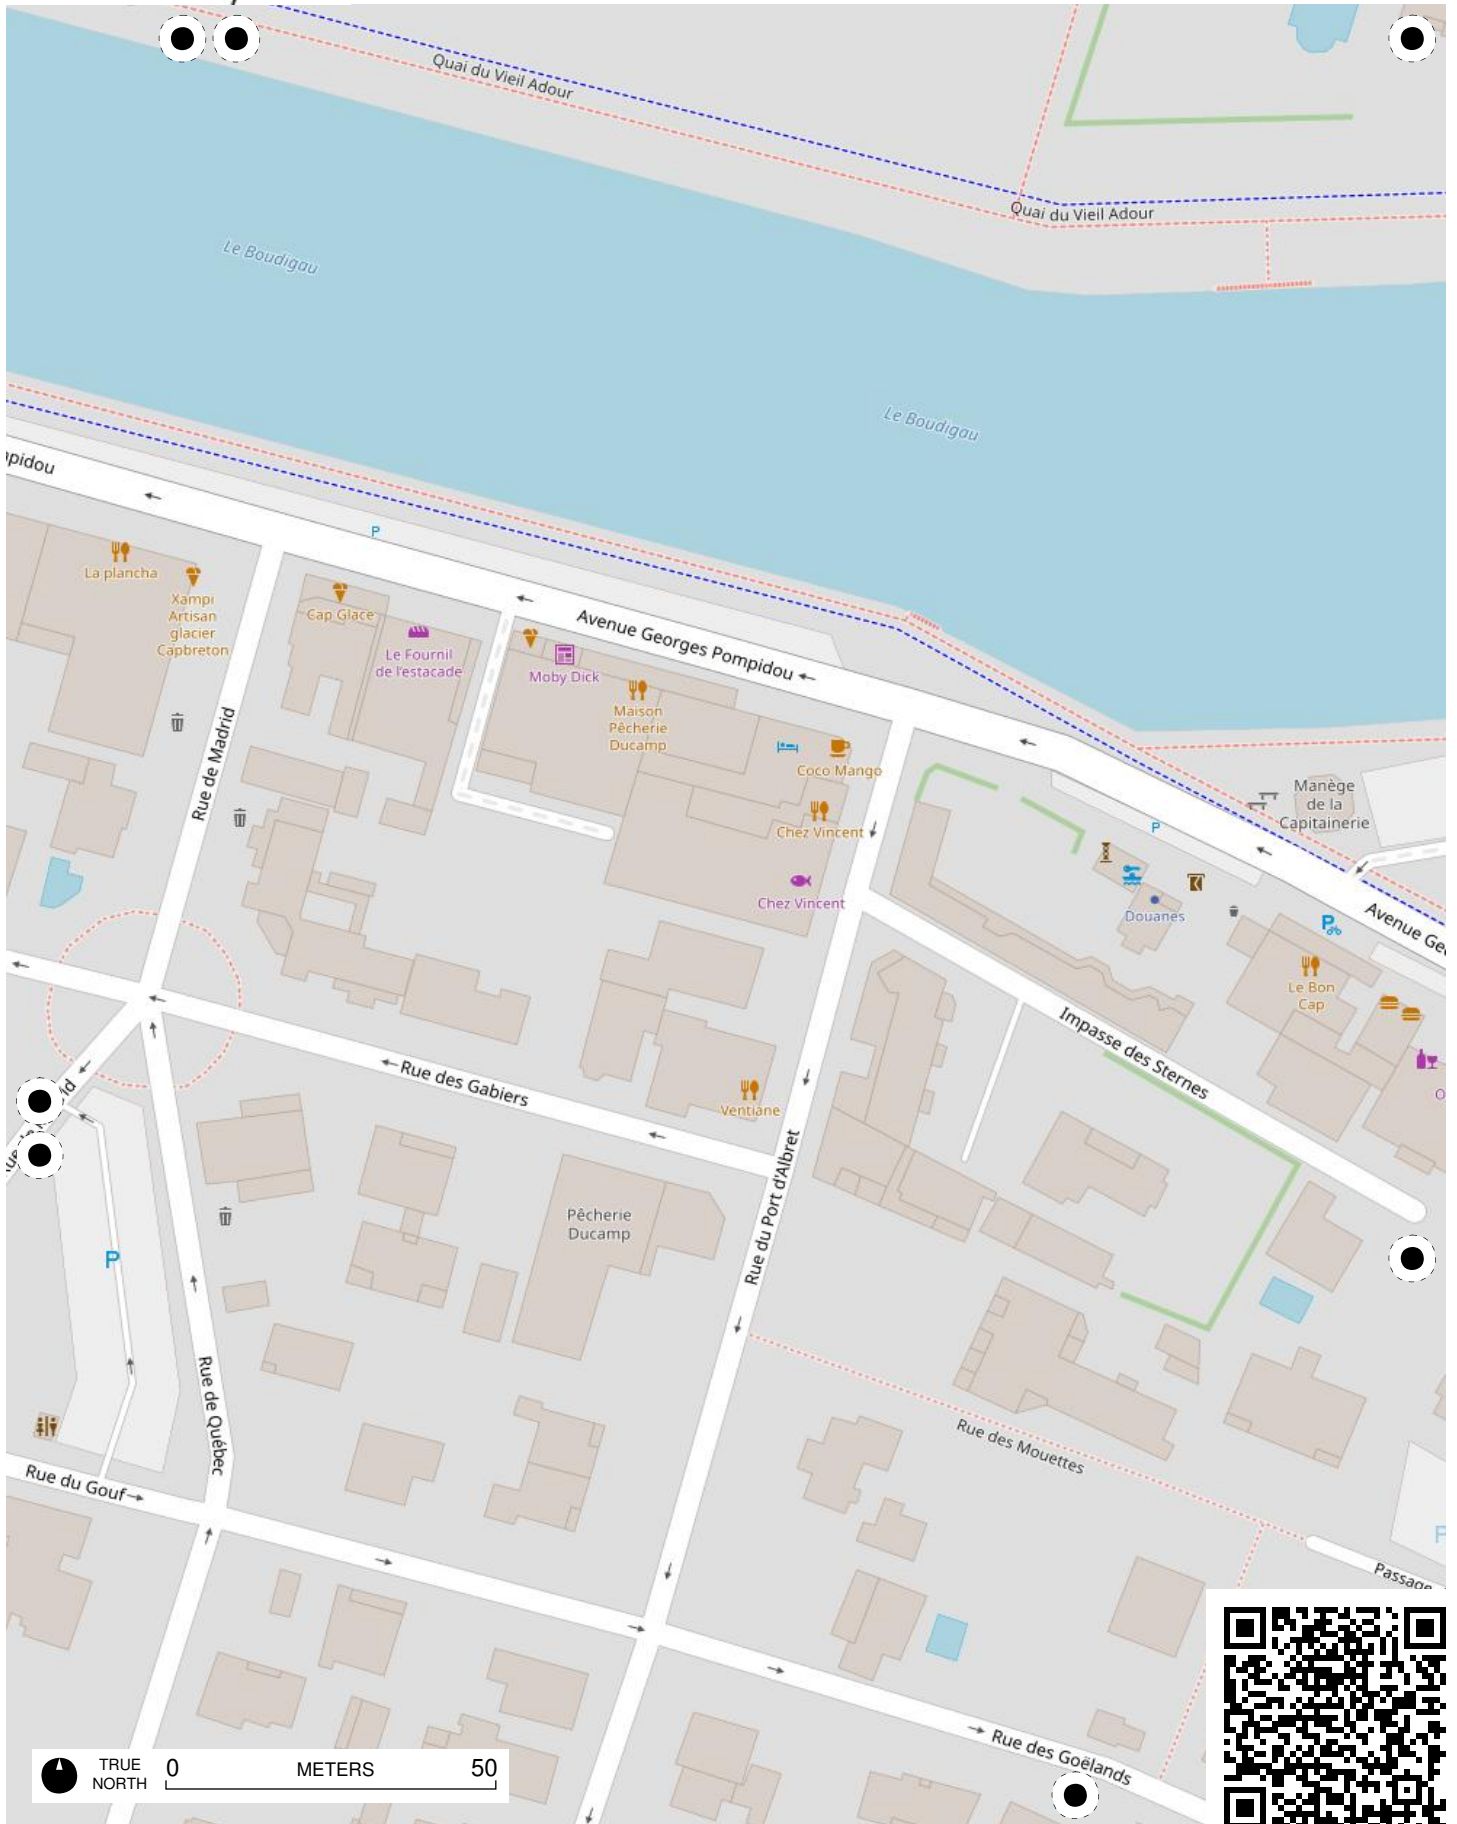 Quai du Vieil Adour
Quai du Vieil Adour
Le Boudigau
Le Boudigau
pidou
P
La plancha
Xampi
Artisan
glacier
Capbreton
Cap Glace
Le Fournil
de l'estacade
Avenue Georges Pompidou
Moby Dick
Maison
Pêcherie
Ducamp
Coco Mango
Chez Vincent
Chez Vincent
Rue de Madrid
Manège
de la
Capitainerie
P
Douanes
P
Avenue Geo
Le Bon
Cap
Impasse des Sternes
O
Rue des Gabiers
Ventiane
Rue du Port d'Albret
id
Pêcherie
Ducamp
P
Rue de Québec
Rue du Gouf
Rue des Mouettes
P
Passage
Rue des Goëlands
TRUE
NORTH
0 METERS 50